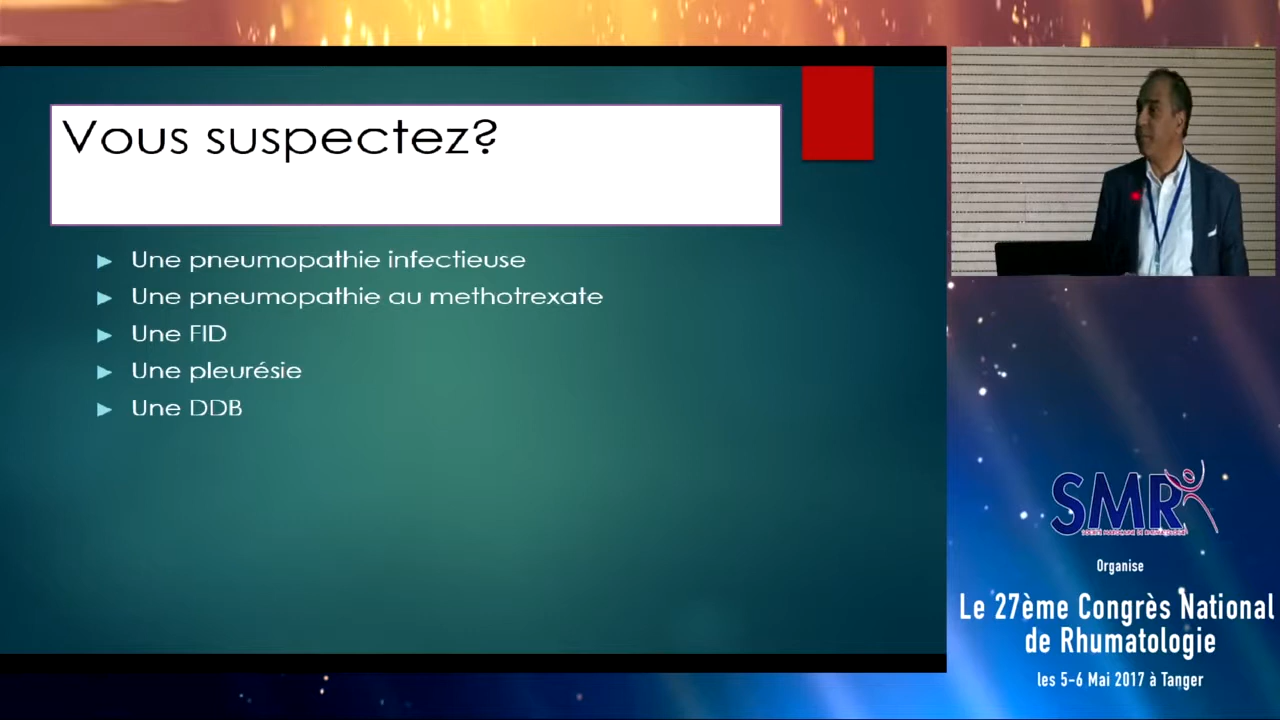 Vous suspectez?
Une pneumopathie infectieuse
Une pneumopathie au methotrexate
Une FID
Une pleurésie
Une DDB
SMR
Organise
Le 27ème Congrès National
de Rhumatologie
les 5-6 Mai 2017 à Tanger